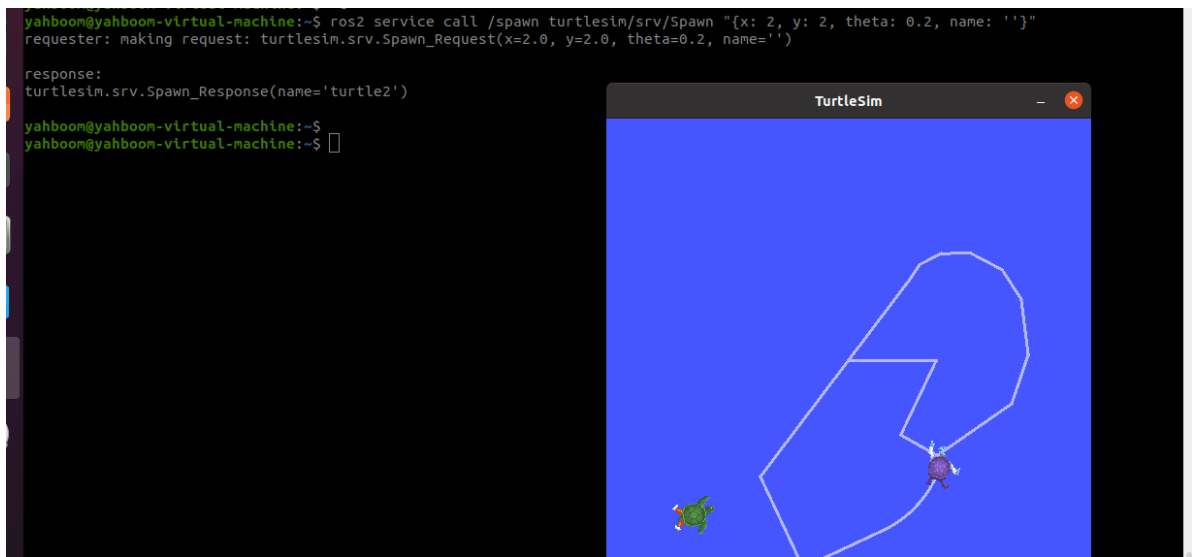 yahboom@yahboom-virtual-machine:~$ ros2 service call /spawn turtlesim/srv/Spawn "{x: 2, y: 2, theta: 0.2, name: ''}"
requester: making request: turtlesim.srv.Spawn_Request(x=2.0, y=2.0, theta=0.2, name='')
response:
turtlesim.srv.Spawn_Response(name='turtle2')
yahboom@yahboom-virtual-machine:~$
yahboom@yahboom-virtual-machine:~$
TurtleSim